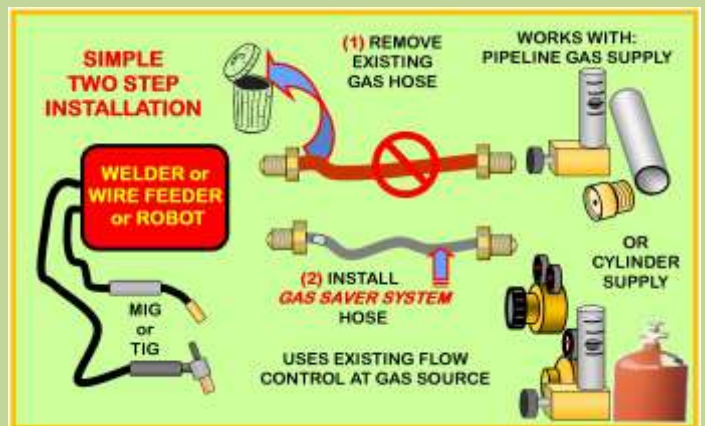 SIMPLE
TWO STEP
INSTALLATION
(1) REMOVE
EXISTING
GAS HOSE
WORKS WITH:
PIPELINE GAS SUPPLY
WELDER or
WIRE FEEDER
or ROBOT
MIG
or
TIG
(2) INSTALL
GAS SAVER SYSTEM
HOSE
OR
CYLINDER
SUPPLY
USES EXISTING FLOW
CONTROL AT GAS SOURCE